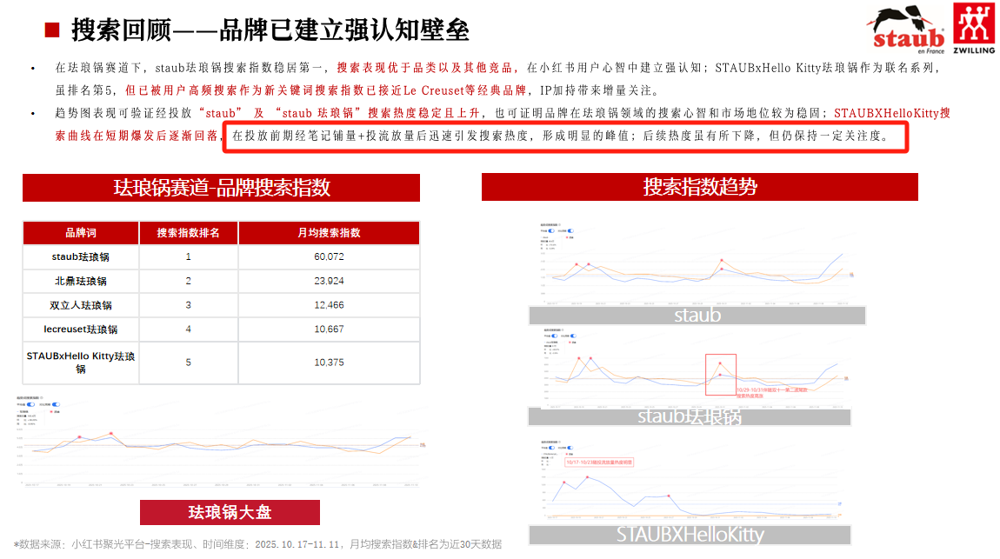 搜索回顾——品牌已建立强认知壁垒
staub
en France
ZWILLING
• 在珐琅锅赛道下，staub珐琅锅搜索指数稳居第一，搜索表现优于品类以及其他竞品，在小红书用户心智中建立强认知；STAUBxHello Kitty珐琅锅作为联名系列，
虽排名第5，但已被用户高频搜索作为新关键词搜索指数已接近Le Creuset等经典品牌，IP加持带来增量关注。
• 趋势图表现可验证经投放“staub” 及 “staub 珐琅锅”搜索热度稳定且上升，也可证明品牌在珐琅锅领域的搜索心智和市场地位较为稳固；STAUBXHelloKitty搜
索曲线在短期爆发后逐渐回落，在投放前期经笔记铺量+投流放量后迅速引发搜索热度，形成明显的峰值；后续热度虽有所下降，但仍保持一定关注度。
珐琅锅赛道-品牌搜索指数
品牌词 搜索指数排名 月均搜索指数
staub珐琅锅 1 60,072
北鼎珐琅锅 2 23,924
双立人珐琅锅 3 12,466
lecreuset珐琅锅 4 10,667
STAUBxHello Kitty珐琅
锅 5 10,375
珐琅锅大盘
搜索指数趋势
staub
staub珐琅锅
STAUBXHelloKitty
10/17-10/23
*数据来源：小红书聚光平台-搜索表现、时间维度：2025.10.17-11.11，月均搜索指数&排名为近30天数据